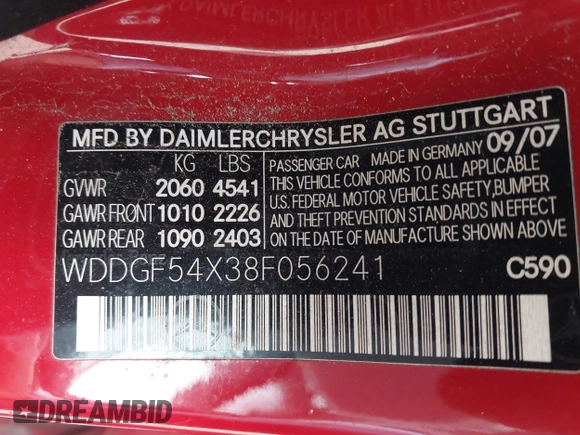 MFD BY DAIMLERCHRYSLER AG STUTTGART
KG LBS
GVWR 2060 4541
GAWR FRONT 1010 2226
GAWR REAR 1090 2403
PASSENGER CAR MADE IN GERMANY 09/07
THIS VEHICLE CONFORMS TO ALL APPLICABLE
U.S. FEDERAL MOTOR VEHICLE SAFETY,BUMPER
AND THEFT PREVENTION STANDARDS IN EFFECT
ON THE DATE OF MANUFACTURE SHOWN ABOVE
WDDGF54X38F056241 C590
DREAMBID